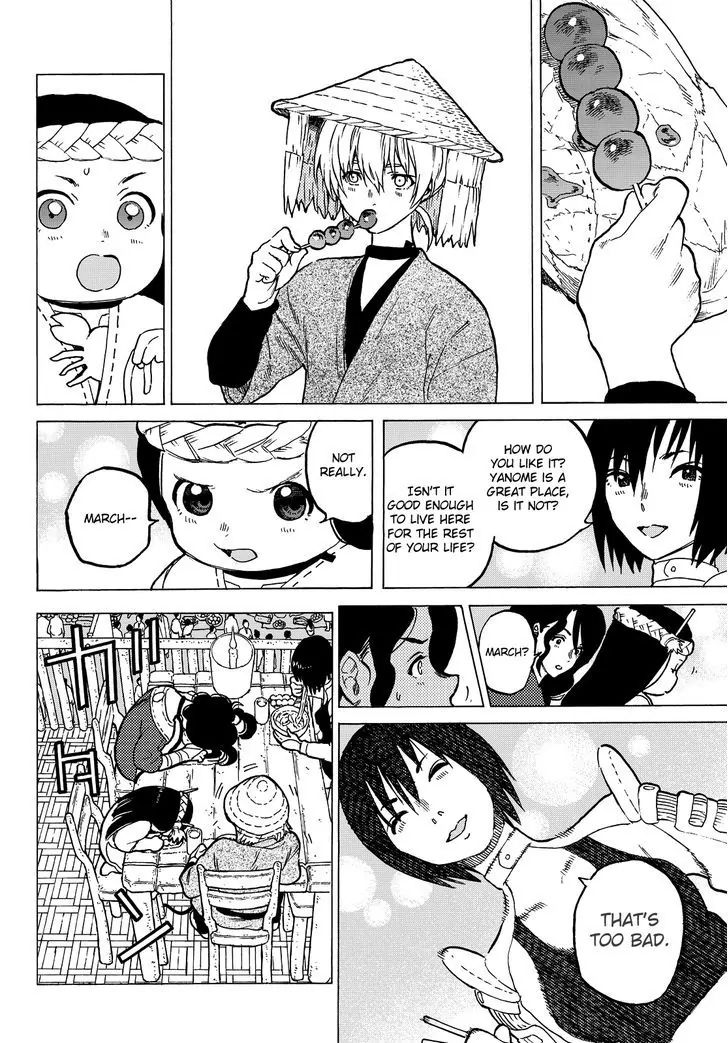 HOW DO
YOU LIKE IT?
YANOME IS A
GREAT PLACE,
IS IT NOT?
ISN'T IT
GOOD ENOUGH
TO LIVE HERE
FOR THE REST
OF YOUR LIFE?
NOT
REALLY.
MARCH--
MARCH?
THAT'S
TOO BAD.